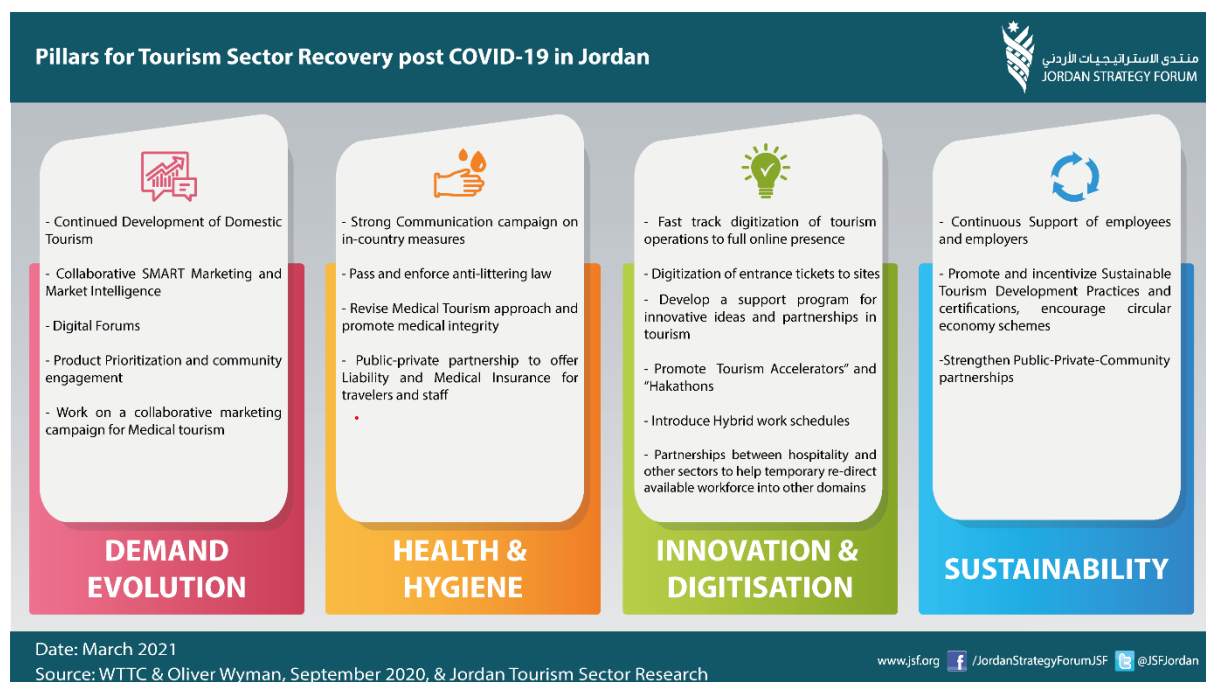 Pillars for Tourism Sector Recovery post COVID-19 in Jordan
منتدى الاستراتيجيات الأردني
JORDAN STRATEGY FORUM
- Continued Development of Domestic
Tourism
- Collaborative SMART Marketing and
Market Intelligence
- Digital Forums
- Product Prioritization and community
engagement
- Work on a collaborative marketing
campaign for Medical tourism
DEMAND
EVOLUTION
- Strong Communication campaign on
in-country measures
- Pass and enforce anti-littering law
- Revise Medical Tourism approach and
promote medical integrity
- Public-private partnership to offer
Liability and Medical Insurance for
travelers and staff
HEALTH &
HYGIENE
- Fast track digitization of tourism
operations to full online presence
- Digitization of entrance tickets to sites
- Develop a support program for
innovative ideas and partnerships in
tourism
- Promote Tourism Accelerators" and
"Hakathons
- Introduce Hybrid work schedules
- Partnerships between hospitality and
other sectors to help temporary re-direct
available workforce into other domains
INNOVATION &
DIGITISATION
- Continuous Support of employees
and employers
- Promote and incentivize Sustainable
Tourism Development Practices and
certifications, encourage circular
economy schemes
-Strengthen Public-Private-Community
partnerships
SUSTAINABILITY
Date: March 2021
Source: WTTC & Oliver Wyman, September 2020, & Jordan Tourism Sector Research
www.jsf.org f /JordanStrategyForumJSF @JSFJordan